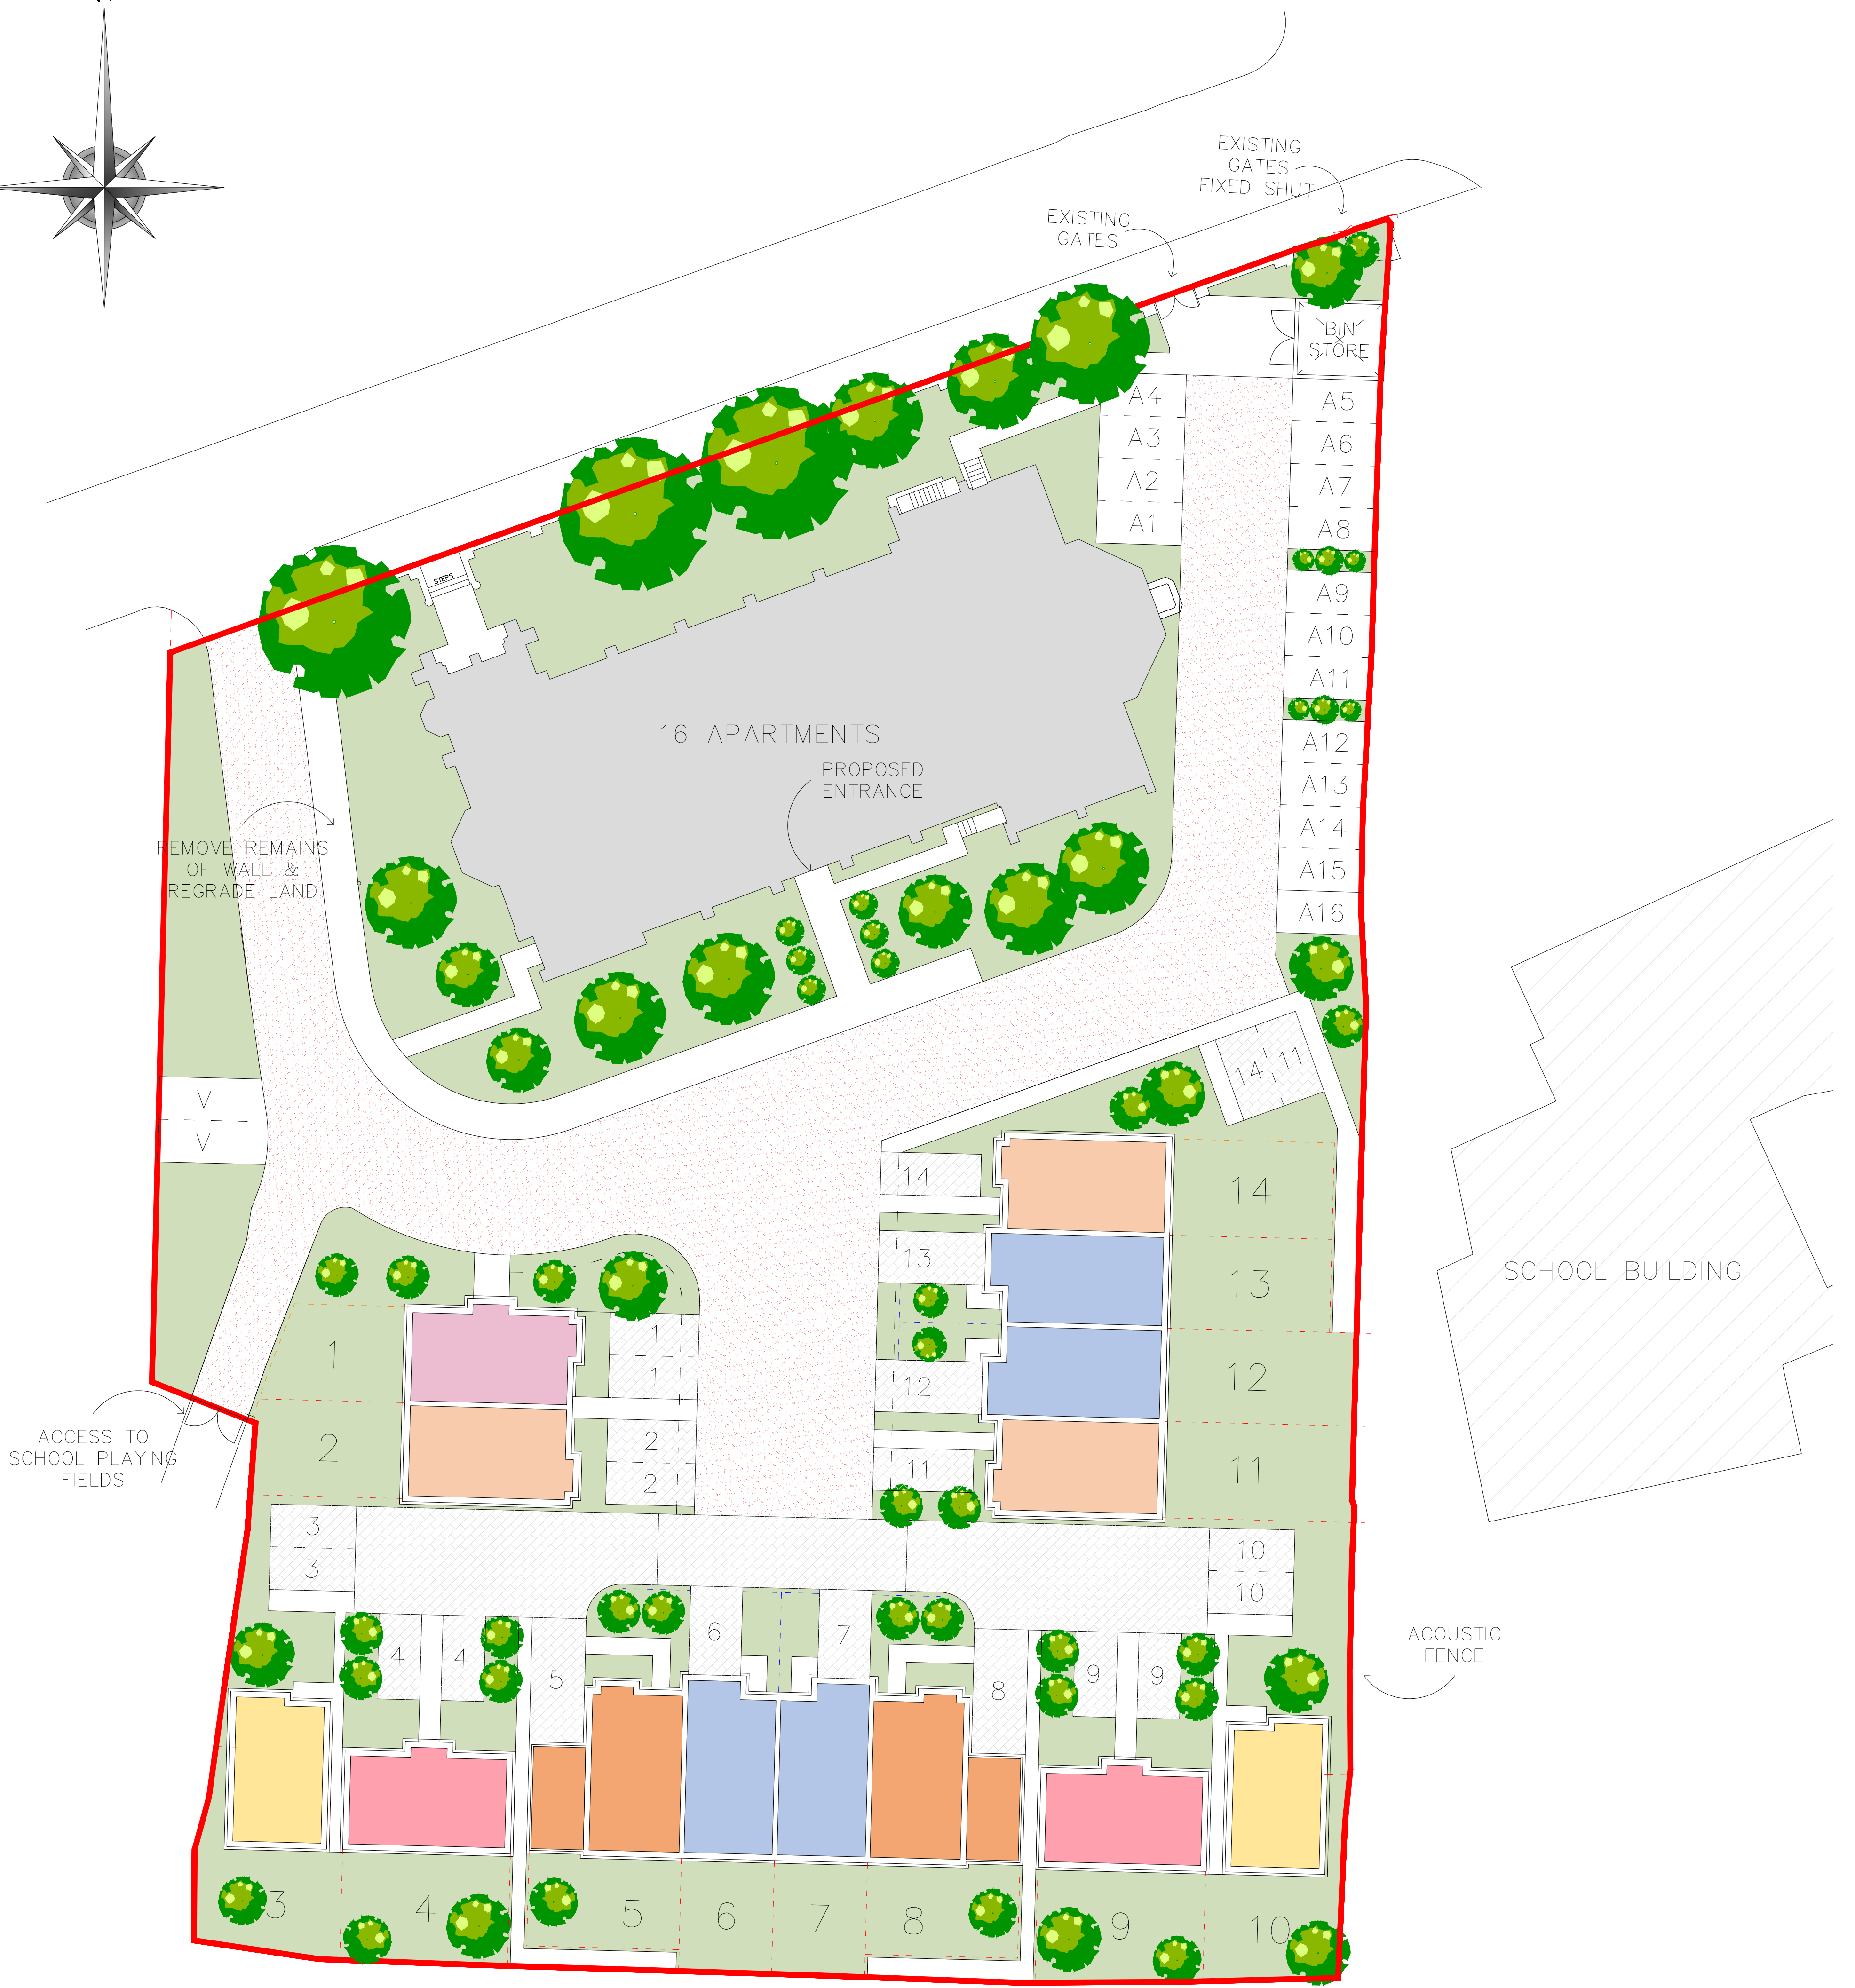 EXISTING
GATES
FIXED SHUT
EXISTING
GATES
BIN
STORE
A4
A3
A2
A1
A5
A6
A7
A8
A9
A10
A11
A12
A13
A14
A15
A16
STEPS
16 APARTMENTS
PROPOSED
ENTRANCE
REMOVE REMAINS
OF WALL &
REGRADE LAND
V
V
14 11
14
14
13
13
12
12
11
11
SCHOOL BUILDING
1
1
1
2
2
2
ACCESS TO
SCHOOL PLAYING
FIELDS
3
3
10
10
4
4
5
6
7
8
9
9
ACOUSTIC
FENCE
3
4
5
6
7
8
9
10